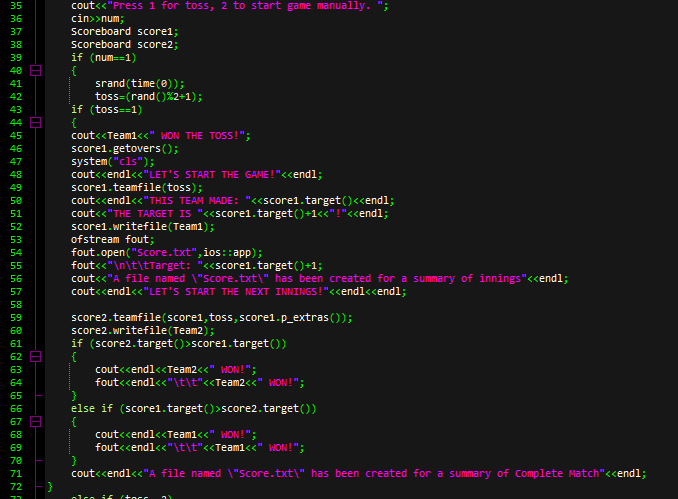 35 cout<<"Press 1 for toss, 2 to start game manually. ";
36 cin>>num;
37 Scoreboard score1;
38 Scoreboard score2;
39 if (num==1)
40 {
41 srand(time(0));
42 toss=(rand()%2+1);
43 if (toss==1)
44 {
45 cout<<Team1<<" WON THE TOSS!";
46 score1.getovers();
47 system("cls");
48 cout<<endl<<"LET'S START THE GAME!"<<endl;
49 score1.teamfile(toss);
50 cout<<endl<<"THIS TEAM MADE: "<<score1.target()<<endl;
51 cout<<"THE TARGET IS "<<score1.target()+1<<"!"<<endl;
52 score1.writefile(Team1);
53 ofstream fout;
54 fout.open("Score.txt",ios::app);
55 fout<<"\n\t\tTarget: "<<score1.target()+1;
56 cout<<"A file named \"Score.txt\" has been created for a summary of innings"<<endl;
57 cout<<endl<<"LET'S START THE NEXT INNINGS!"<<endl<<endl;
58
59 score2.teamfile(score1,toss,score1.p_extras());
60 score2.writefile(Team2);
61 if (score2.target()>score1.target())
62 {
63 cout<<endl<<Team2<<" WON!";
64 fout<<endl<<"\t\t"<<Team2<<" WON!";
65 }
66 else if (score1.target()>score2.target())
67 {
68 cout<<endl<<Team1<<" WON!";
69 fout<<endl<<"\t\t"<<Team1<<" WON!";
70 }
71 cout<<endl<<"A file named \"Score.txt\" has been created for a summary of Complete Match"<<endl;
72 }
else if